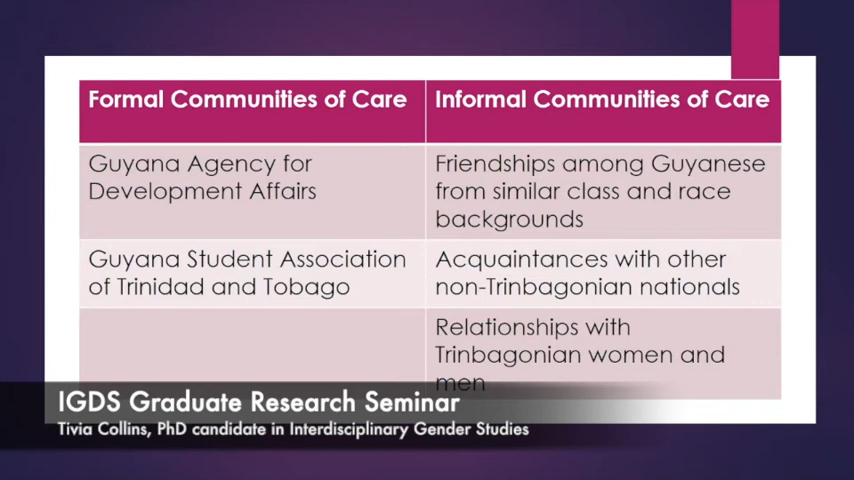 Formal Communities of Care
Informal Communities of Care
Guyana Agency for
Development Affairs
Friendships among Guyanese
from similar class and race
backgrounds
Guyana Student Association
of Trinidad and Tobago
Acquaintances with other
non-Trinbagonian nationals
Relationships with
Trinbagonian women and
men
IGDS Graduate Research Seminar
Tivia Collins, PhD candidate in Interdisciplinary Gender Studies